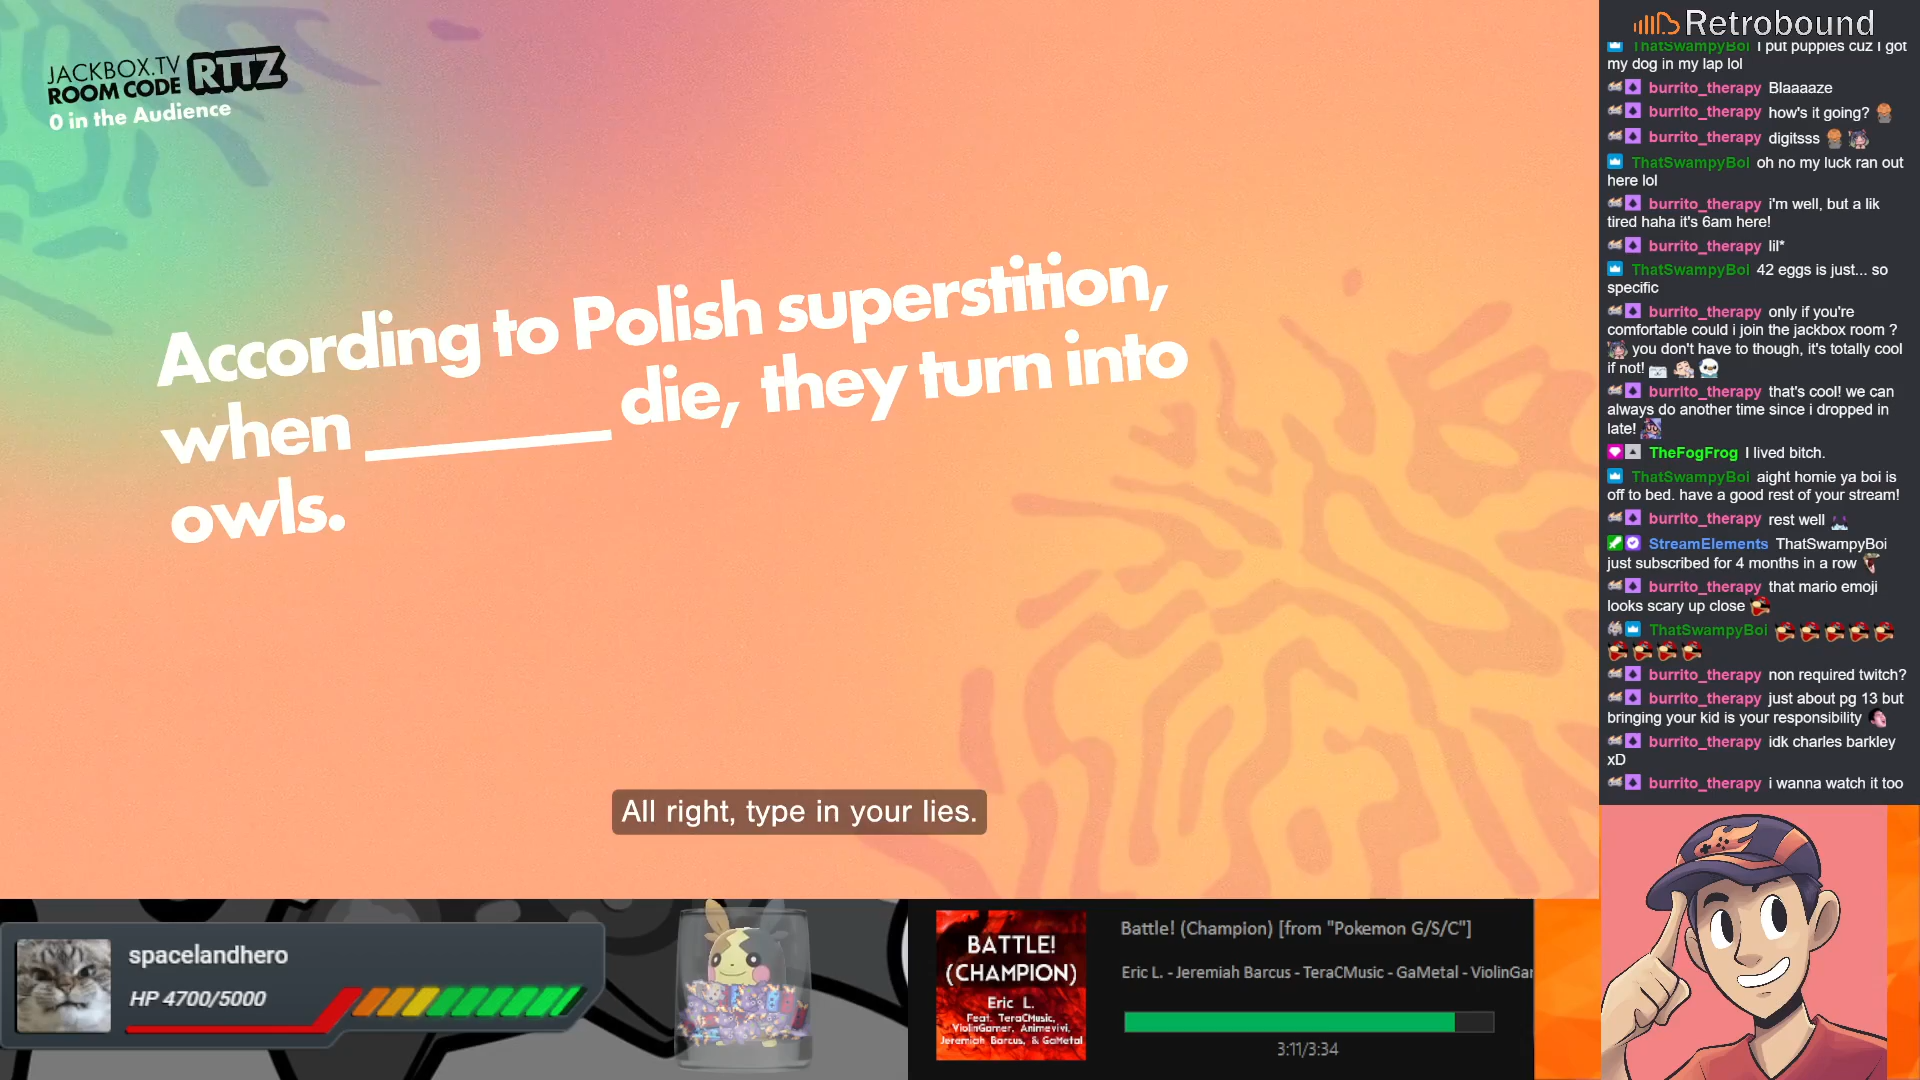 JACKBOX.TV
ROOM CODE RTTZ
0 in the Audience
According to Polish superstition,
when ________ die, they turn into
owls.
All right, type in your lies.
Retrobound
ThatSwampyBoi I put puppies cuz I got
my dog in my lap lol
burrito_therapy Blaaaaze
burrito_therapy how's it going?
burrito_therapy digitsss
ThatSwampyBoi oh no my luck ran out
here lol
burrito_therapy i'm well, but a lik
tired haha it's 6am here!
burrito_therapy lil*
ThatSwampyBoi 42 eggs is just... so
specific
burrito_therapy only if you're
comfortable could i join the jackbox room ?
you don't have to though, it's totally cool
if not!
burrito_therapy that's cool! we can
always do another time since i dropped in
late!
TheFogFrog I lived bitch.
ThatSwampyBoi aight homie ya boi is
off to bed. have a good rest of your stream!
burrito_therapy rest well
StreamElements ThatSwampyBoi
just subscribed for 4 months in a row
burrito_therapy that mario emoji
looks scary up close
ThatSwampyBoi
burrito_therapy non required twitch?
burrito_therapy just about pg 13 but
bringing your kid is your responsibility
burrito_therapy idk charles barkley
xD
burrito_therapy i wanna watch it too
spacelandhero
HP 4700/5000
BATTLE!
(CHAMPION)
Eric L.
Feat. TeraCMusic,
ViolinGamer, Animevivi,
Jeremiah Barcus, & GaMetal
Battle! (Champion) [from "Pokemon G/S/C"]
Eric L. - Jeremiah Barcus - TeraCMusic - GaMetal - ViolinGar
3:11/3:34